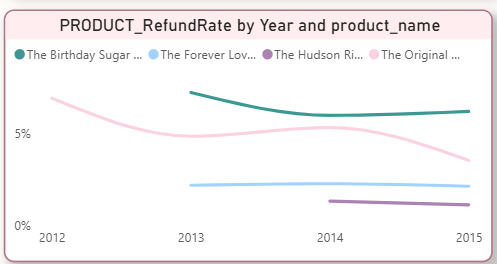 PRODUCT_RefundRate by Year and product_name
The Birthday Sugar ... The Forever Lov... The Hudson Ri... The Original ...
5%
0%
2012 2013 2014 2015